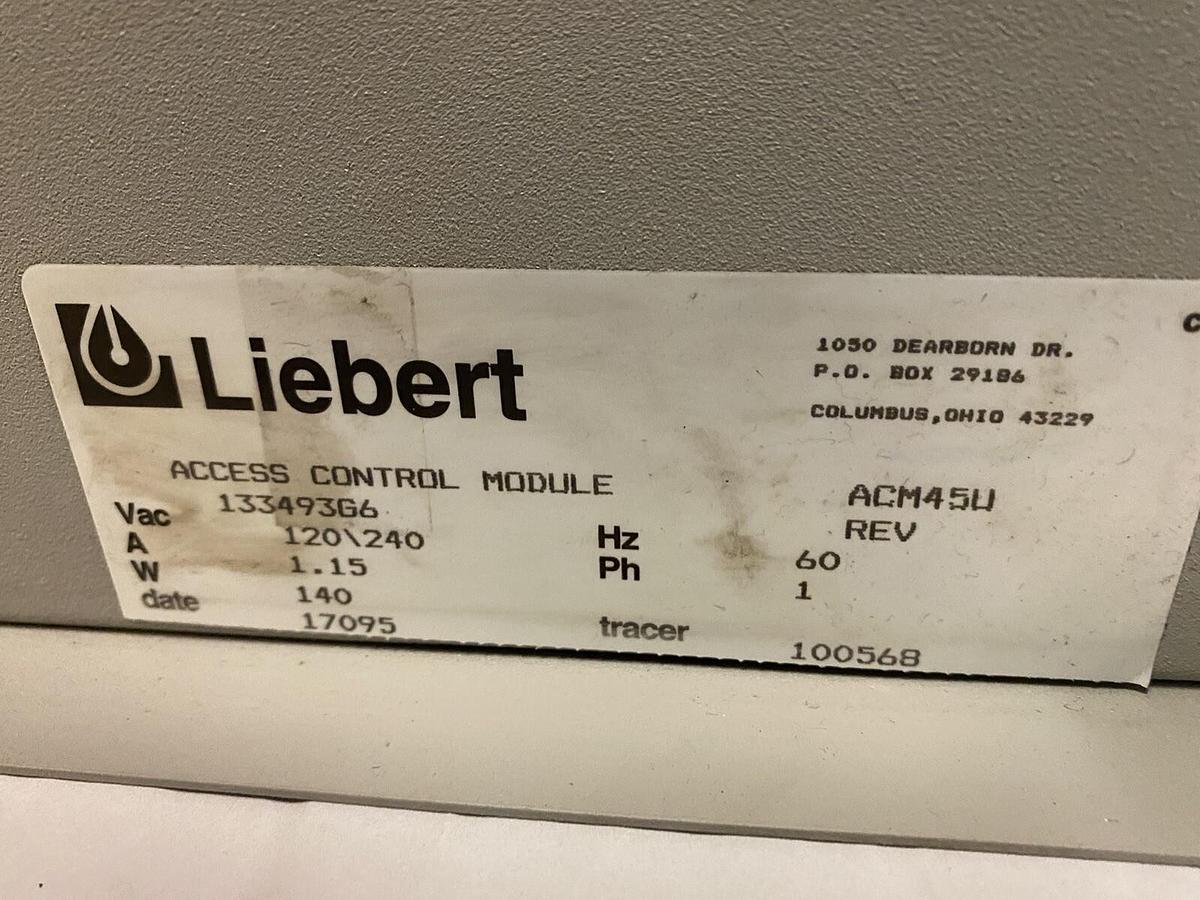 Liebert
1050 DEARBORN DR.
P.O. BOX 29186
COLUMBUS,OHIO 43229
C
ACCESS CONTROL MODULE ACM45U
133493G6 REV
Vac 120\240 Hz 60
A 1.15 Ph 1
W 140
date 17095 tracer 100568